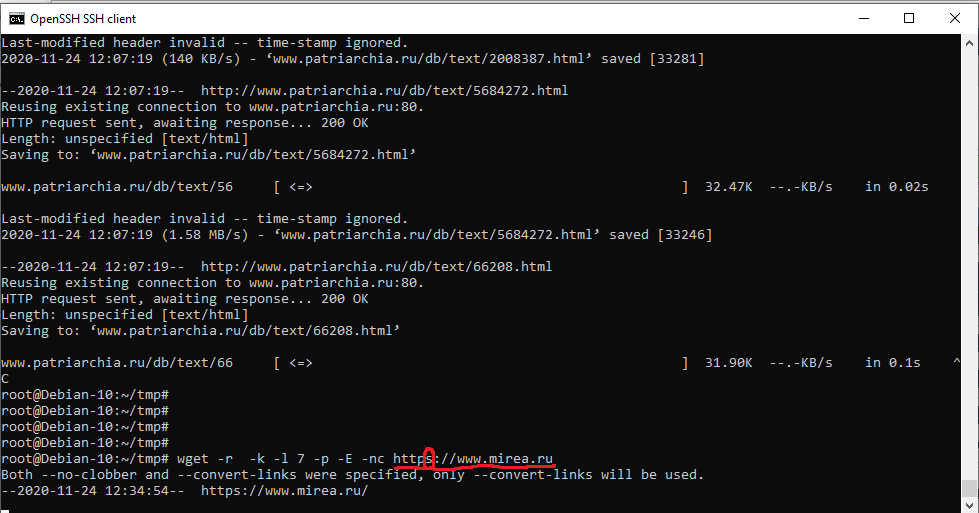 OpenSSH SSH client
Last-modified header invalid -- time-stamp ignored.
2020-11-24 12:07:19 (140 KB/s) - ‘www.patriarchia.ru/db/text/2008387.html’ saved [33281]
--2020-11-24 12:07:19--  http://www.patriarchia.ru/db/text/5684272.html
Reusing existing connection to www.patriarchia.ru:80.
HTTP request sent, awaiting response... 200 OK
Length: unspecified [text/html]
Saving to: ‘www.patriarchia.ru/db/text/5684272.html’
www.patriarchia.ru/db/text/56     [ <=>                                              ]  32.47K  --.-KB/s    in 0.02s
Last-modified header invalid -- time-stamp ignored.
2020-11-24 12:07:19 (1.58 MB/s) - ‘www.patriarchia.ru/db/text/5684272.html’ saved [33246]
--2020-11-24 12:07:19--  http://www.patriarchia.ru/db/text/66208.html
Reusing existing connection to www.patriarchia.ru:80.
HTTP request sent, awaiting response... 200 OK
Length: unspecified [text/html]
Saving to: ‘www.patriarchia.ru/db/text/66208.html’
www.patriarchia.ru/db/text/66     [ <=>                                              ]  31.90K  --.-KB/s    in 0.1s    ^
C
root@Debian-10:~/tmp#
root@Debian-10:~/tmp#
root@Debian-10:~/tmp#
root@Debian-10:~/tmp#
root@Debian-10:~/tmp# wget -r  -k -l 7 -p -E -nc https://www.mirea.ru
Both --no-clobber and --convert-links were specified, only --convert-links will be used.
--2020-11-24 12:34:54--  https://www.mirea.ru/